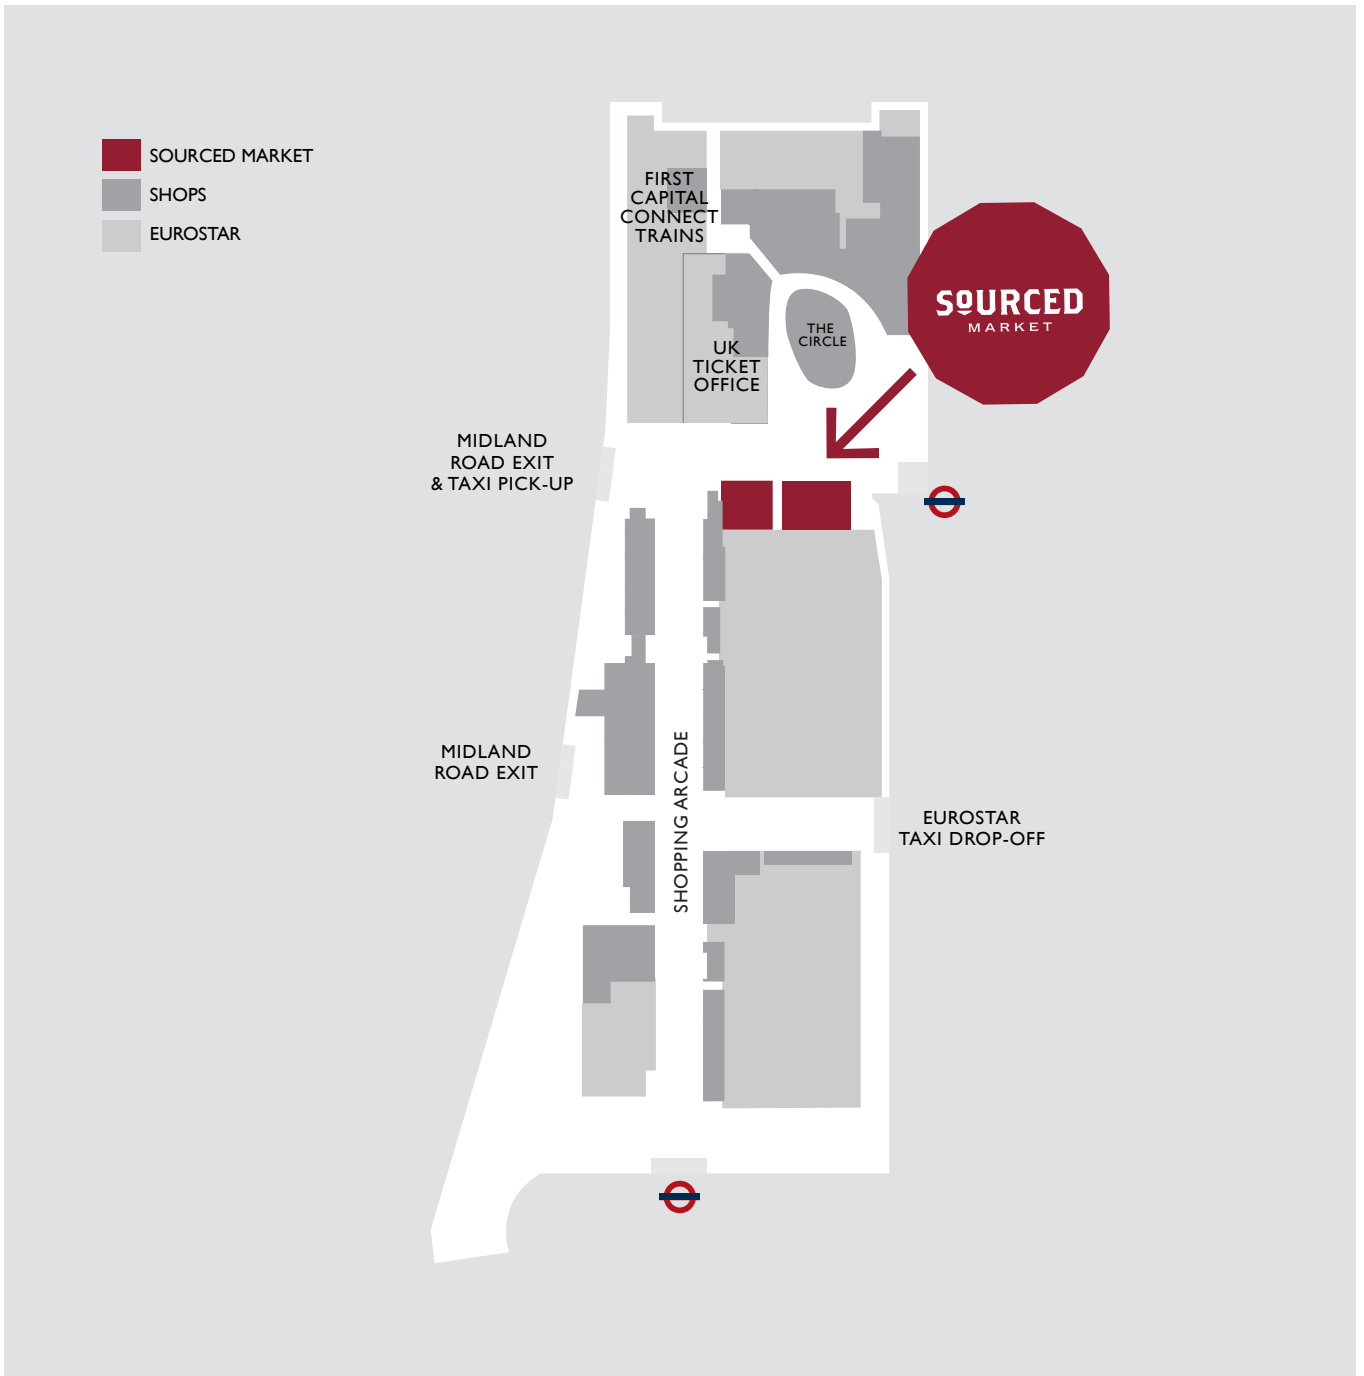 SOURCED MARKET
SHOPS
EUROSTAR
FIRST
CAPITAL
CONNECT
TRAINS
SOURCED
MARKET
THE
CIRCLE
UK
TICKET
OFFICE
MIDLAND
ROAD EXIT
& TAXI PICK-UP
MIDLAND
ROAD EXIT
SHOPPING ARCADE
EUROSTAR
TAXI DROP-OFF